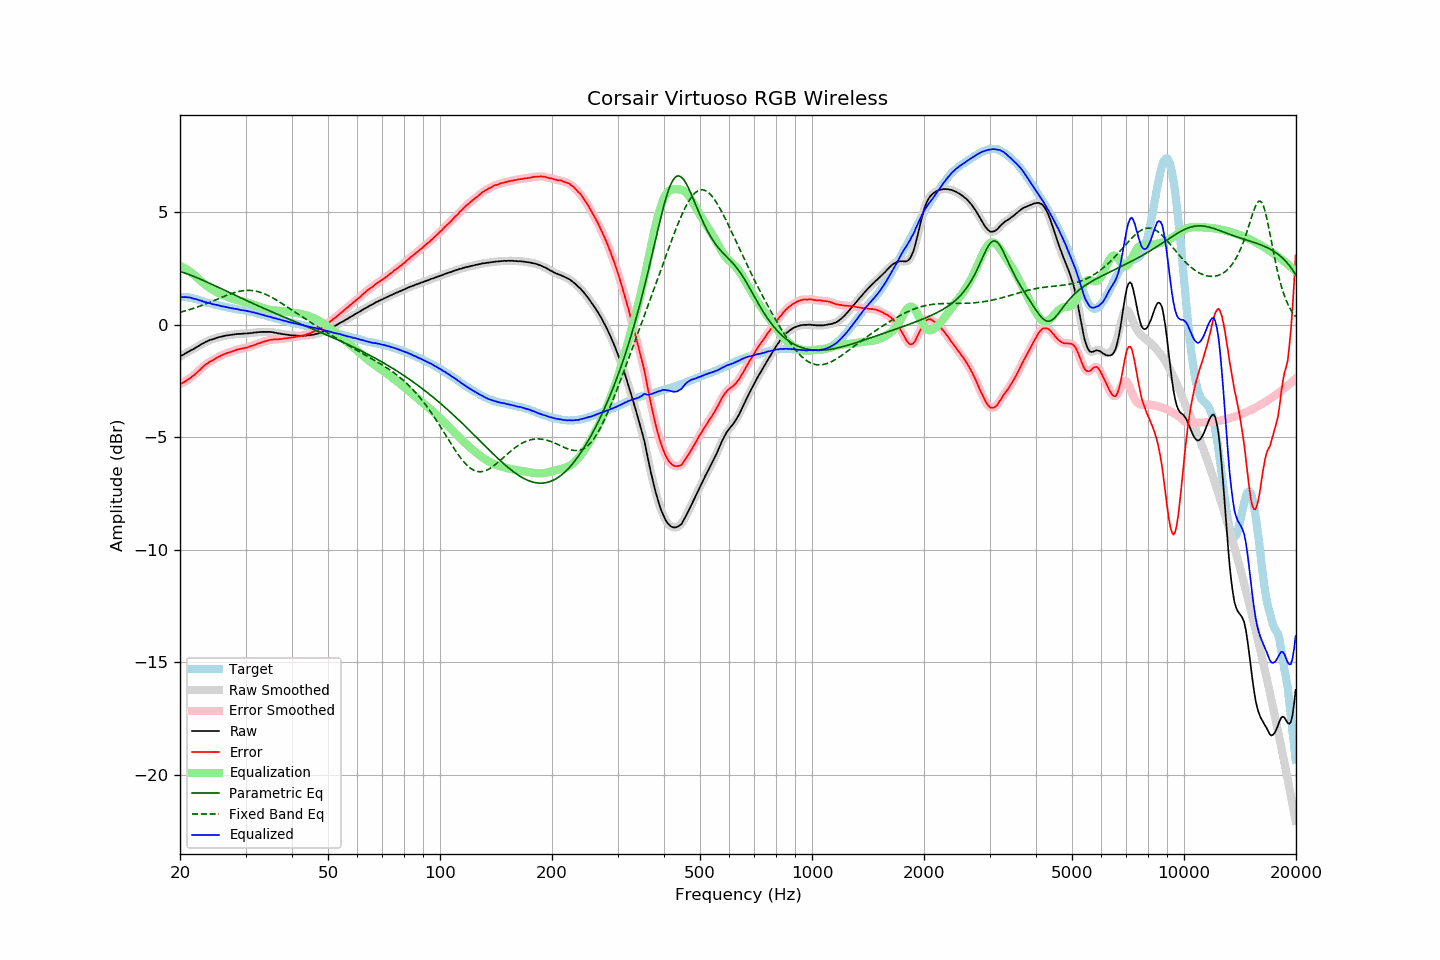 Corsair Virtuoso RGB Wireless
Amplitude (dBr)
5
0
−5
−10
−15
−20
Target
Raw Smoothed
Error Smoothed
Raw
Error
Equalization
Parametric Eq
Fixed Band Eq
Equalized
20 50 100 200 500 1000 2000 5000 10000 20000
Frequency (Hz)